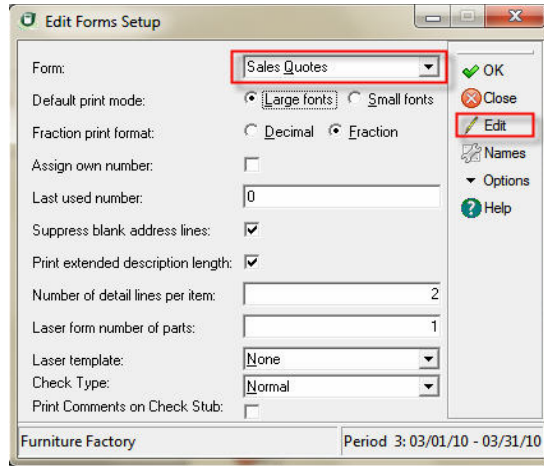 Edit Forms Setup
Form: Sales Quotes
OK
Default print mode: Large fonts Small fonts
Close
Fraction print format: Decimal Fraction
Edit
Assign own number:
Names
Last used number: 0
Options
Suppress blank address lines:
Help
Print extended description length:
Number of detail lines per item: 2
Laser form number of parts: 1
Laser template: None
Check Type: Normal
Print Comments on Check Stub:
Furniture Factory
Period 3: 03/01/10 - 03/31/10